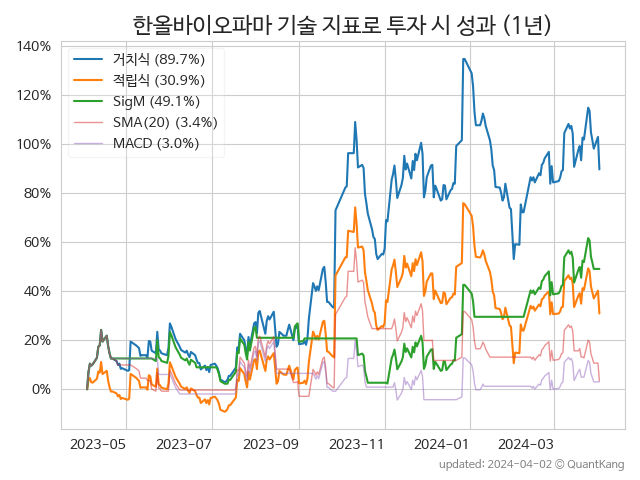 한올바이오파마 기술 지표로 투자 시 성과 (1년)
140%
120%
100%
80%
60%
40%
20%
0%
거치식 (89.7%)
적립식 (30.9%)
SigM (49.1%)
SMA(20) (3.4%)
MACD (3.0%)
2023-05 2023-07 2023-09 2023-11 2024-01 2024-03
updated: 2024-04-02 © QuantKang